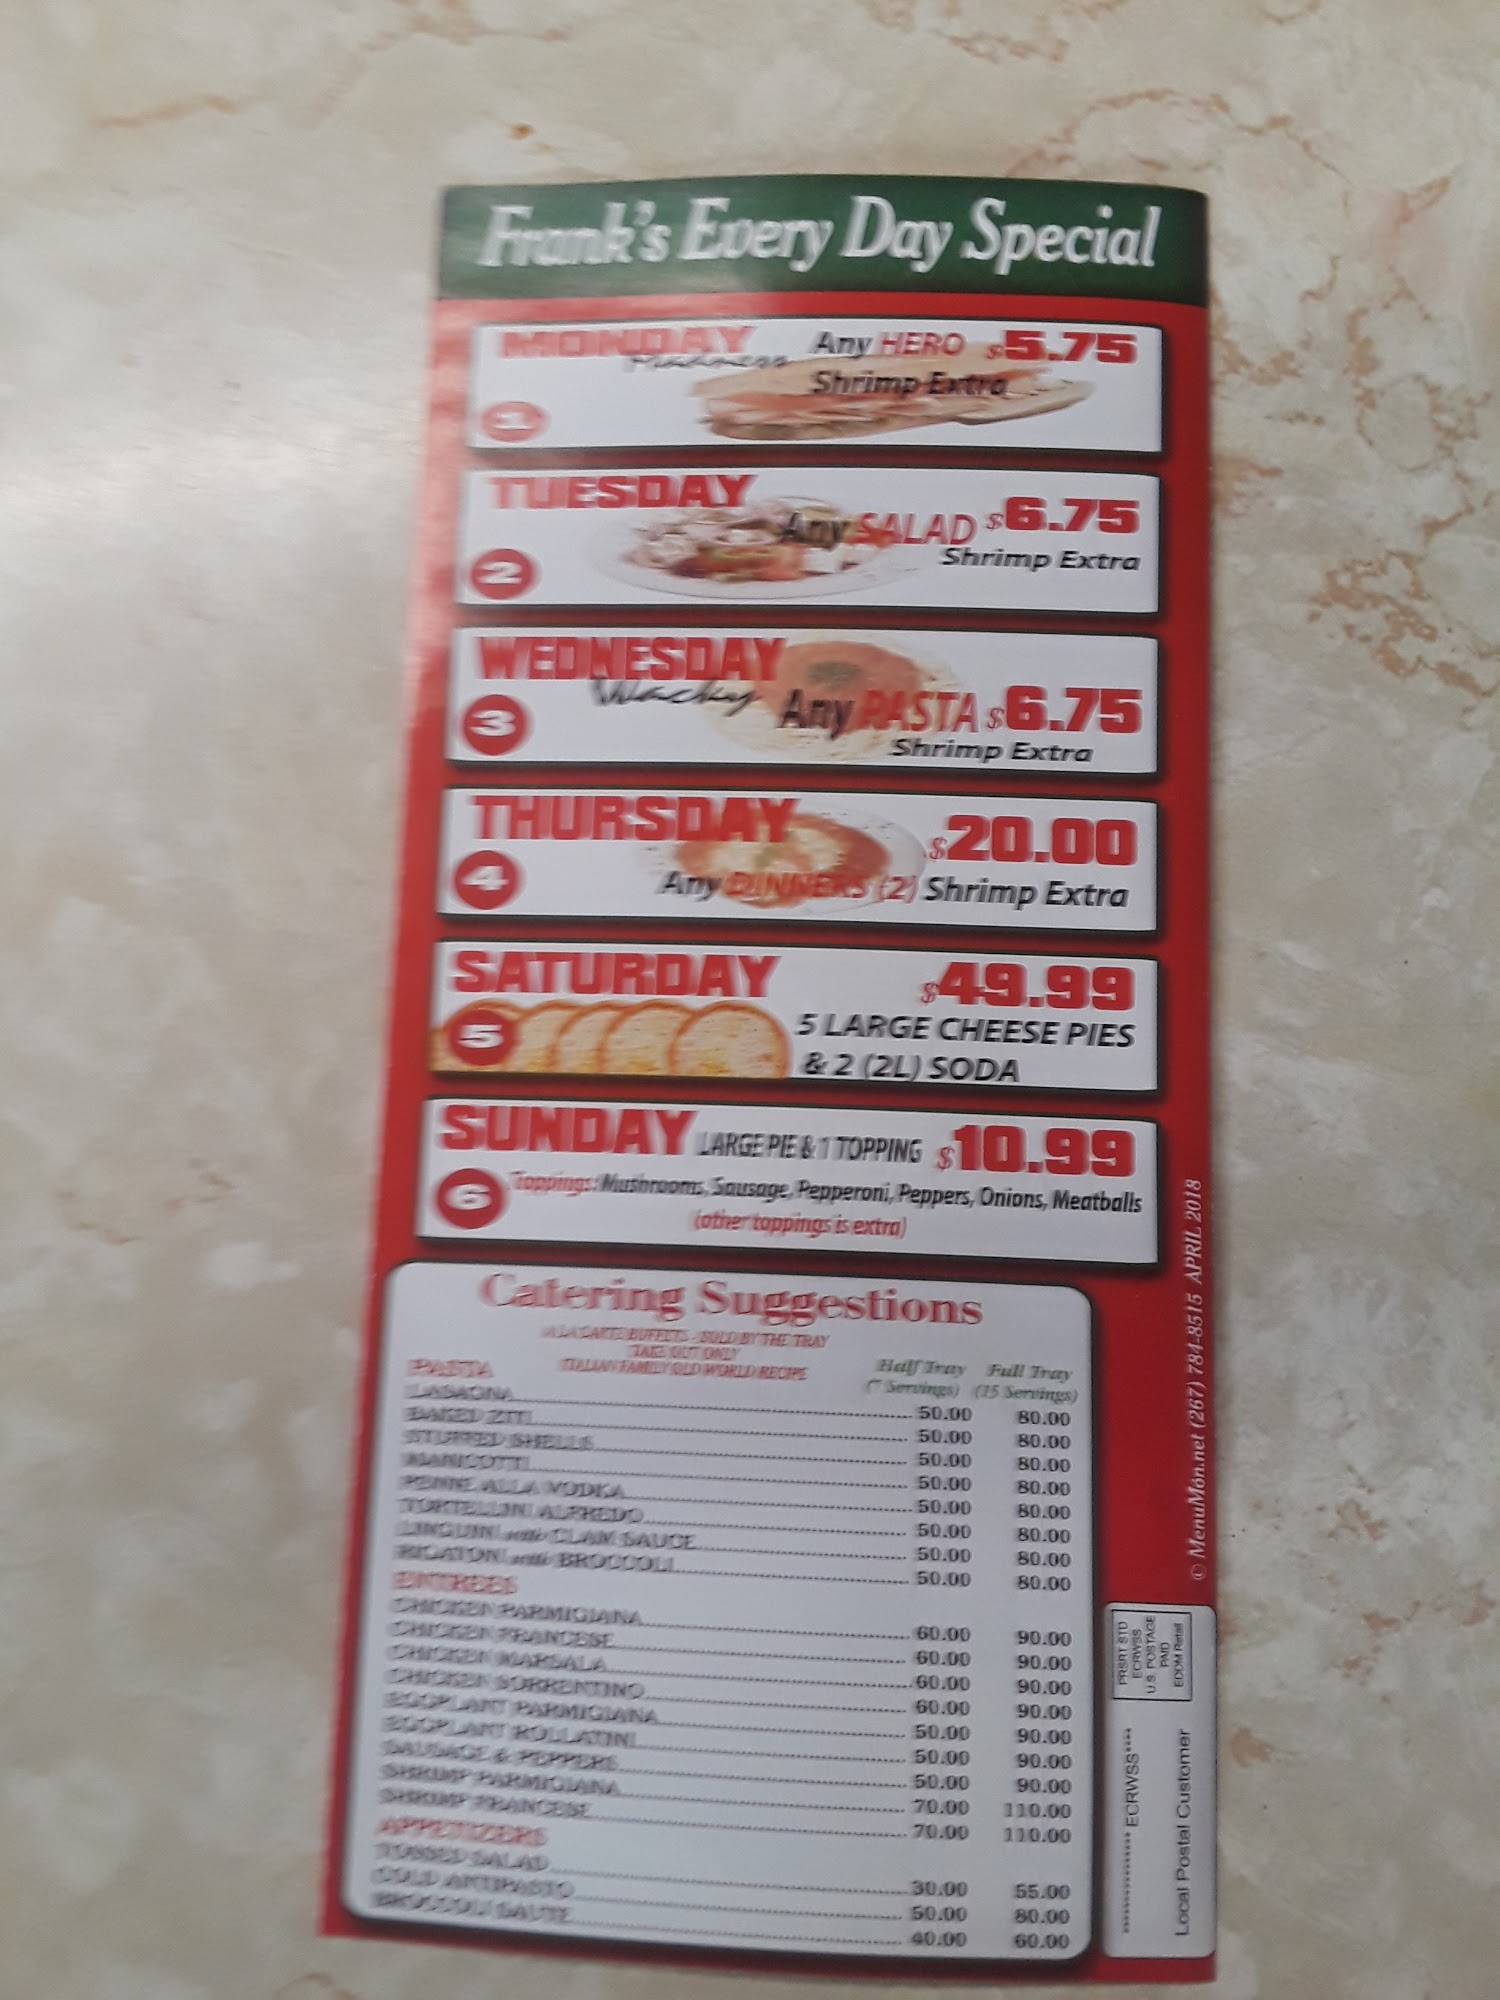 Frank's Every Day Special
MONDAY Madness Any HERO $5.75
Shrimp Extra
1
TUESDAY Any SALAD $6.75
Shrimp Extra
2
WEDNESDAY Wacky Any PASTA $6.75
Shrimp Extra
3
THURSDAY $20.00
Any DINNERS (2) Shrimp Extra
4
SATURDAY $49.99
5 LARGE CHEESE PIES
& 2 (2L) SODA
5
SUNDAY LARGE PIE & 1 TOPPING $10.99
Toppings: Mushrooms, Sausage, Pepperoni, Peppers, Onions, Meatballs
(other toppings is extra)
6
Catering Suggestions
A LA CARTE BUFFETS - SOLD BY THE TRAY
TAKE OUT ONLY
ITALIAN FAMILY OLD WORLD RECIPE
PASTA Half Tray Full Tray
(7 Servings) (15 Servings)
LASAGNA 50.00 80.00
BAKED ZITI 50.00 80.00
STUFFED SHELLS 50.00 80.00
MANICOTTI 50.00 80.00
PENNE ALLA VODKA 50.00 80.00
TORTELLINI ALFREDO 50.00 80.00
LINGUINI with CLAM SAUCE 50.00 80.00
RIGATONI with BROCCOLI 50.00 80.00
ENTREES
CHICKEN PARMIGIANA 60.00 90.00
CHICKEN FRANCESE 60.00 90.00
CHICKEN MARSALA 60.00 90.00
CHICKEN SORRENTINO 60.00 90.00
EGGPLANT PARMIGIANA 50.00 90.00
EGGPLANT ROLLATINI 50.00 90.00
SAUSAGE & PEPPERS 50.00 90.00
SHRIMP PARMIGIANA 70.00 110.00
SHRIMP FRANCESE 70.00 110.00
APPETIZERS
TOSSED SALAD 30.00 55.00
COLD ANTIPASTO 50.00 80.00
BROCCOLI SAUTE 40.00 60.00
© MenuMón.net (267) 784-8515 APRIL 2018
PRSRT STD
ECRWSS
U.S. POSTAGE
PAID
EDDM Retail
**************ECRWSS****
Local Postal Customer